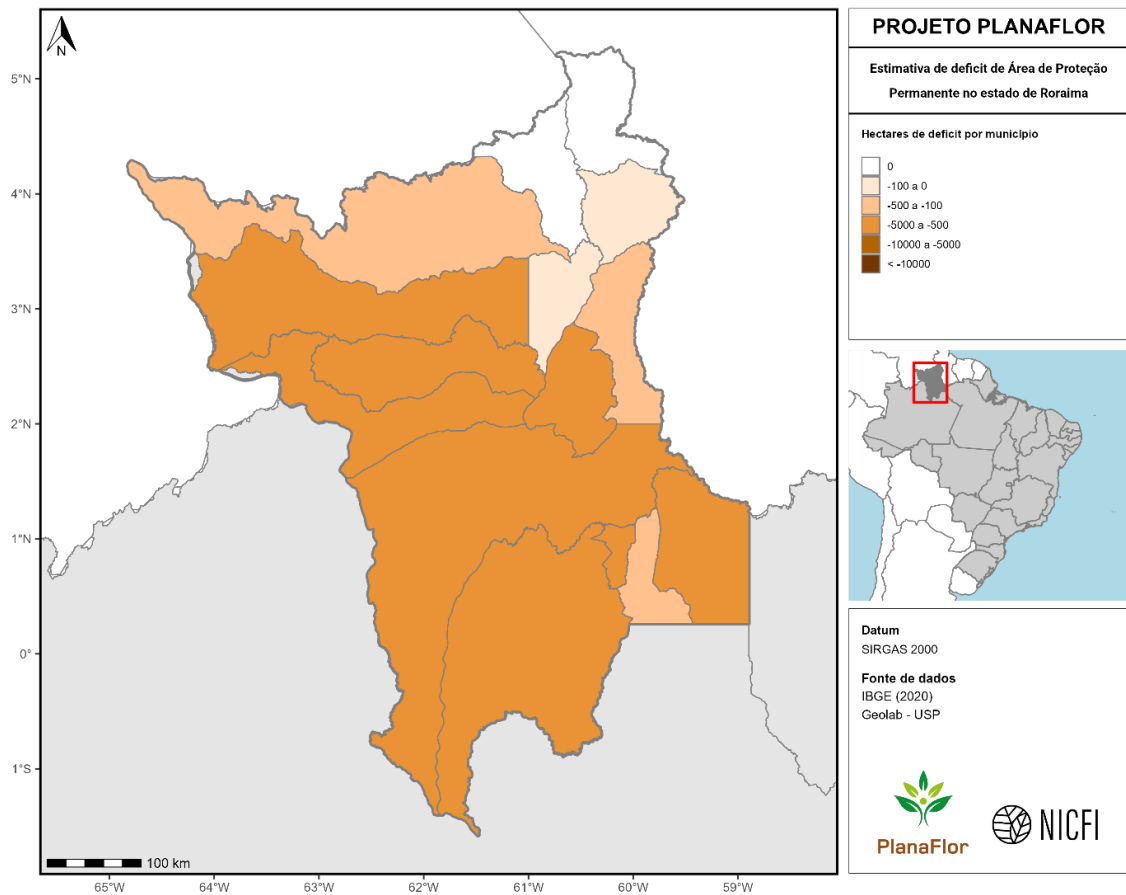 N
5°N
4°N
3°N
2°N
1°N
0°
1°S
65°W
64°W
63°W
62°W
61°W
60°W
59°W
100 km
PROJETO PLANAFLOR
Estimativa de deficit de Área de Proteção
Permanente no estado de Roraima
Hectares de deficit por município
0
-100 a 0
-500 a -100
-5000 a -500
-10000 a -5000
< -10000
Datum
SIRGAS 2000
Fonte de dados
IBGE (2020)
Geolab - USP
PlanaFlor
NICFI